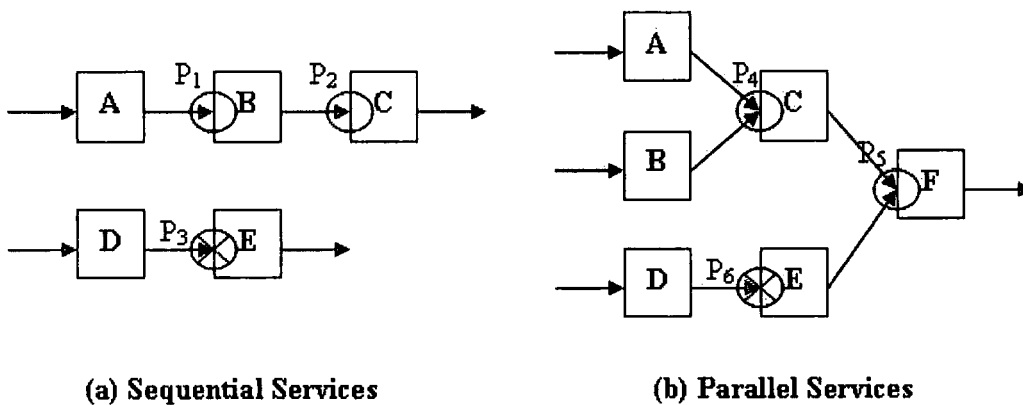 A P₁ B P₂ C
D P₃ E
(a) Sequential Services
A
P₄ C
B
P₅ F
D P₆ E
(b) Parallel Services